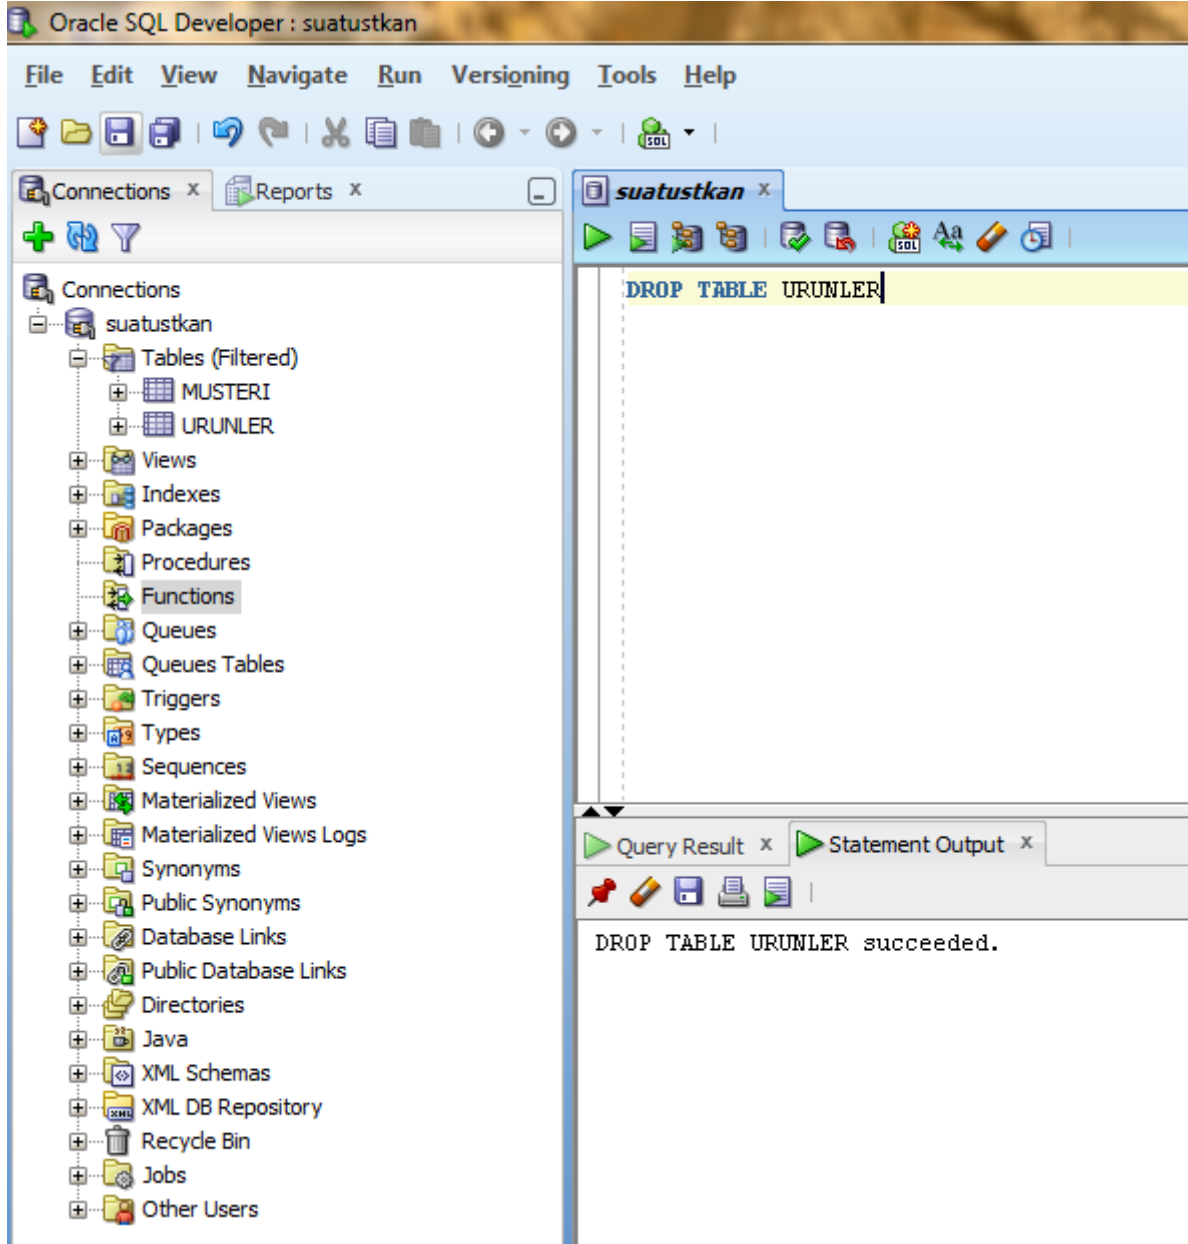 Oracle SQL Developer : suatustkan
File Edit View Navigate Run Versioning Tools Help
SQL
Connections x Reports x
suatustkan x
SQL Aa
Connections
suatustkan
Tables (Filtered)
MUSTERI
URUNLER
Views
Indexes
Packages
Procedures
Functions
Queues
Queues Tables
Triggers
Types
Sequences
Materialized Views
Materialized Views Logs
Synonyms
Public Synonyms
Database Links
Public Database Links
Directories
Java
XML Schemas
XML DB Repository
Recycle Bin
Jobs
Other Users
DROP TABLE URUNLER
Query Result x Statement Output x
DROP TABLE URUNLER succeeded.